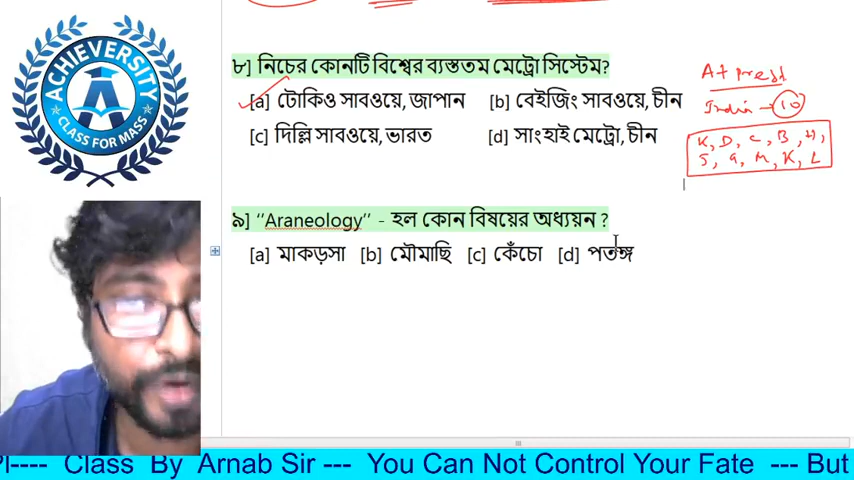 ACHIEVERSITY
CLASS FOR MASS
৮] নিচের কোনটি বিশ্বের ব্যস্ততম মেট্রো সিস্টেম?
[a] টোকিও সাবওয়ে, জাপান [b] বেইজিং সাবওয়ে, চীন
[c] দিল্লি সাবওয়ে, ভারত [d] সাংহাই মেট্রো, চীন
At Present
India - 10
K, D, C, B, H,
J, G, M, K, L
৯] "Araneology" - হল কোন বিষয়ের অধ্যয়ন ?
[a] মাকড়সা [b] মৌমাছি [c] কেঁচো [d] পতঙ্গ
---- Class By Arnab Sir --- You Can Not Control Your Fate --- But